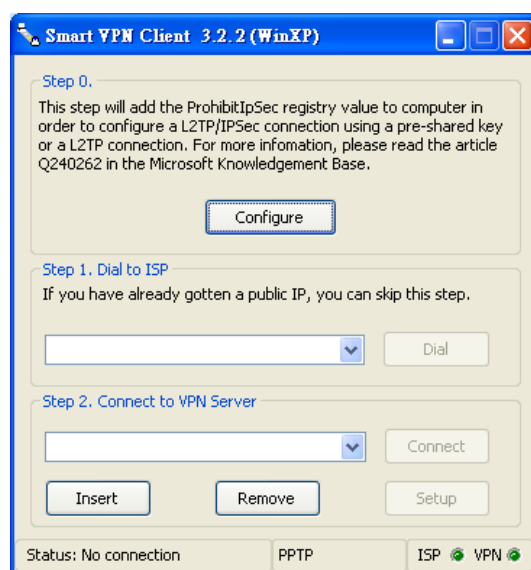 Smart VPN Client 3.2.2 (WinXP)
Step 0.
This step will add the ProhibitIpSec registry value to computer in
order to configure a L2TP/IPSec connection using a pre-shared key
or a L2TP connection. For more infomation, please read the article
Q240262 in the Microsoft Knowledgement Base.
Configure
Step 1. Dial to ISP
If you have already gotten a public IP, you can skip this step.
Dial
Step 2. Connect to VPN Server
Connect
Insert Remove Setup
Status: No connection PPTP ISP VPN